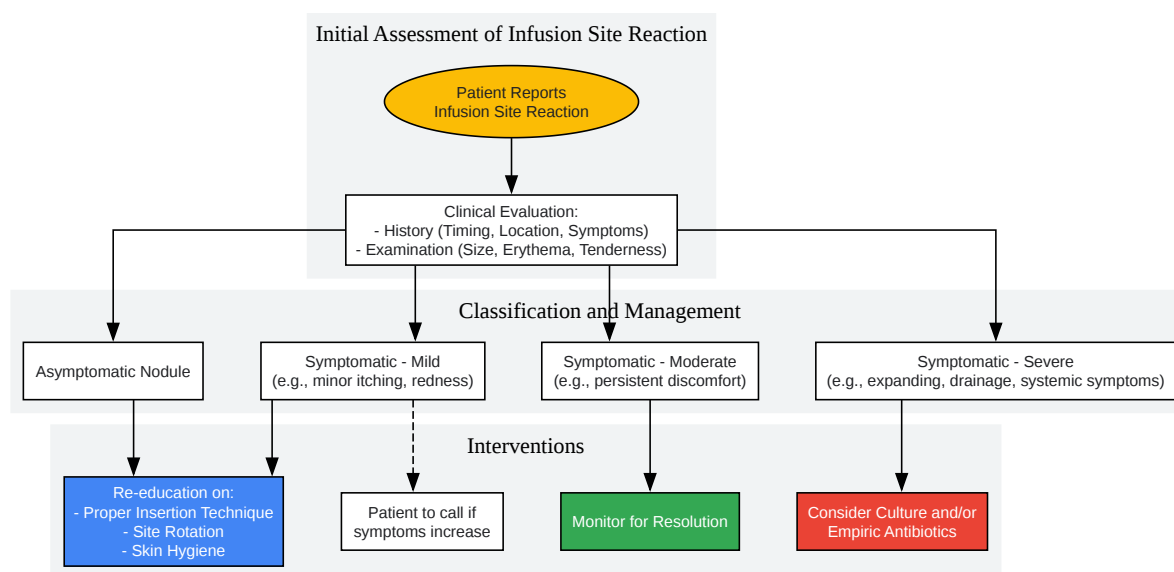 Initial Assessment of Infusion Site Reaction
Patient Reports
Infusion Site Reaction
Clinical Evaluation:
- History (Timing, Location, Symptoms)
- Examination (Size, Erythema, Tenderness)
Classification and Management
Asymptomatic Nodule
Symptomatic - Mild
(e.g., minor itching, redness)
Symptomatic - Moderate
(e.g., persistent discomfort)
Symptomatic - Severe
(e.g., expanding, drainage, systemic symptoms)
Interventions
Re-education on:
- Proper Insertion Technique
- Site Rotation
- Skin Hygiene
Patient to call if
symptoms increase
Monitor for Resolution
Consider Culture and/or
Empiric Antibiotics